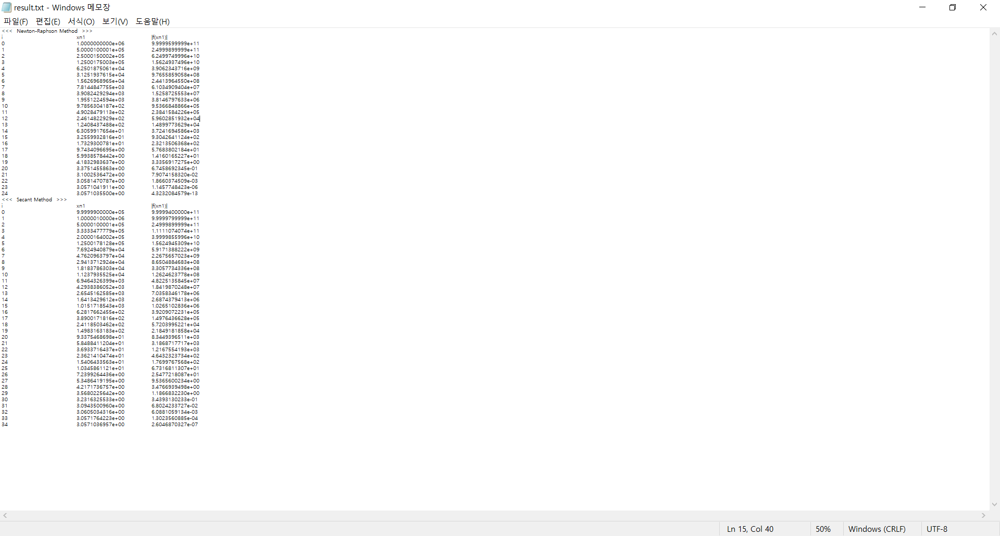 result.txt - Windows 메모장
파일(F) 편집(E) 서식(O) 보기(V) 도움말(H)
<<< Newton-Raphson Method >>>
i xn1 |f(xn1)|
0 1.0000000000e+06 9.9999599999e+11
1 5.0000100001e+05 2.4999899999e+11
2 2.5000150002e+05 6.2499749996e+10
3 1.2500175003e+05 1.5624937496e+10
4 6.2501875061e+04 3.9062343716e+09
5 3.1251937615e+04 9.7655859058e+08
6 1.5626968965e+04 2.4413964550e+08
7 7.8144847755e+03 6.1034909404e+07
8 3.9082429294e+03 1.5258725553e+07
9 1.9551224594e+03 3.8146797633e+06
10 9.7856304187e+02 9.5366848866e+05
11 4.9028479113e+02 2.3841584226e+05
12 2.4614822929e+02 5.9602851932e+04
13 1.2408437488e+02 1.4899773629e+04
14 6.3059917654e+01 3.7241694586e+03
15 3.2559932816e+01 9.3042641124e+02
16 1.7329300781e+01 2.3213506368e+02
17 9.7434096695e+00 5.7683802184e+01
18 5.9938578442e+00 1.4160165227e+01
19 4.1832983637e+00 3.3356917275e+00
20 3.3751455863e+00 6.7458692345e-01
21 3.1002536472e+00 7.9074158320e-02
22 3.0581470787e+00 1.8660374509e-03
23 3.0571041911e+00 1.1457748423e-06
24 3.0571035500e+00 4.3232084579e-13
<<< Secant Method >>>
i xn1 |f(xn1)|
0 9.9999900000e+05 9.9999400000e+11
1 1.0000010000e+06 9.9999799999e+11
2 5.0000100001e+05 2.4999899999e+11
3 3.3333477779e+05 1.1111074074e+11
4 2.0000164002e+05 3.9999855996e+10
5 1.2500178128e+05 1.5624945309e+10
6 7.6924940879e+04 5.9171388222e+09
7 4.7620963797e+04 2.2675657023e+09
8 2.9413712924e+04 8.6504884683e+08
9 1.8183786303e+04 3.3057734336e+08
10 1.1237935525e+04 1.2624623778e+08
11 6.9464326399e+03 4.8225135845e+07
12 4.2938386052e+03 1.8419870248e+07
13 2.6545162585e+03 7.0358346178e+06
14 1.6413429612e+03 2.6874379413e+06
15 1.0151718543e+03 1.0265102836e+06
16 6.2817662455e+02 3.9209072231e+05
17 3.8900171816e+02 1.4976436628e+05
18 2.4118503462e+02 5.7203995221e+04
19 1.4983163183e+02 2.1849181858e+04
20 9.3375468698e+01 8.3449396511e+03
21 5.8488411204e+01 3.1868717717e+03
22 3.6933716437e+01 1.2167554193e+03
23 2.3621410474e+01 4.6432323734e+02
24 1.5406433563e+01 1.7699767568e+02
25 1.0345861121e+01 6.7316811307e+01
26 7.2399264436e+00 2.5477218087e+01
27 5.3486419195e+00 9.5365600234e+00
28 4.2171736757e+00 3.4766939498e+00
29 3.5680225642e+00 1.1866832230e+00
30 3.2316325533e+00 3.4393130233e-01
31 3.0943500960e+00 6.8024233727e-02
32 3.0605034316e+00 6.0881059134e-03
33 3.0571764223e+00 1.3023560885e-04
34 3.0571036957e+00 2.6046870327e-07
Ln 15, Col 40 50% Windows (CRLF) UTF-8